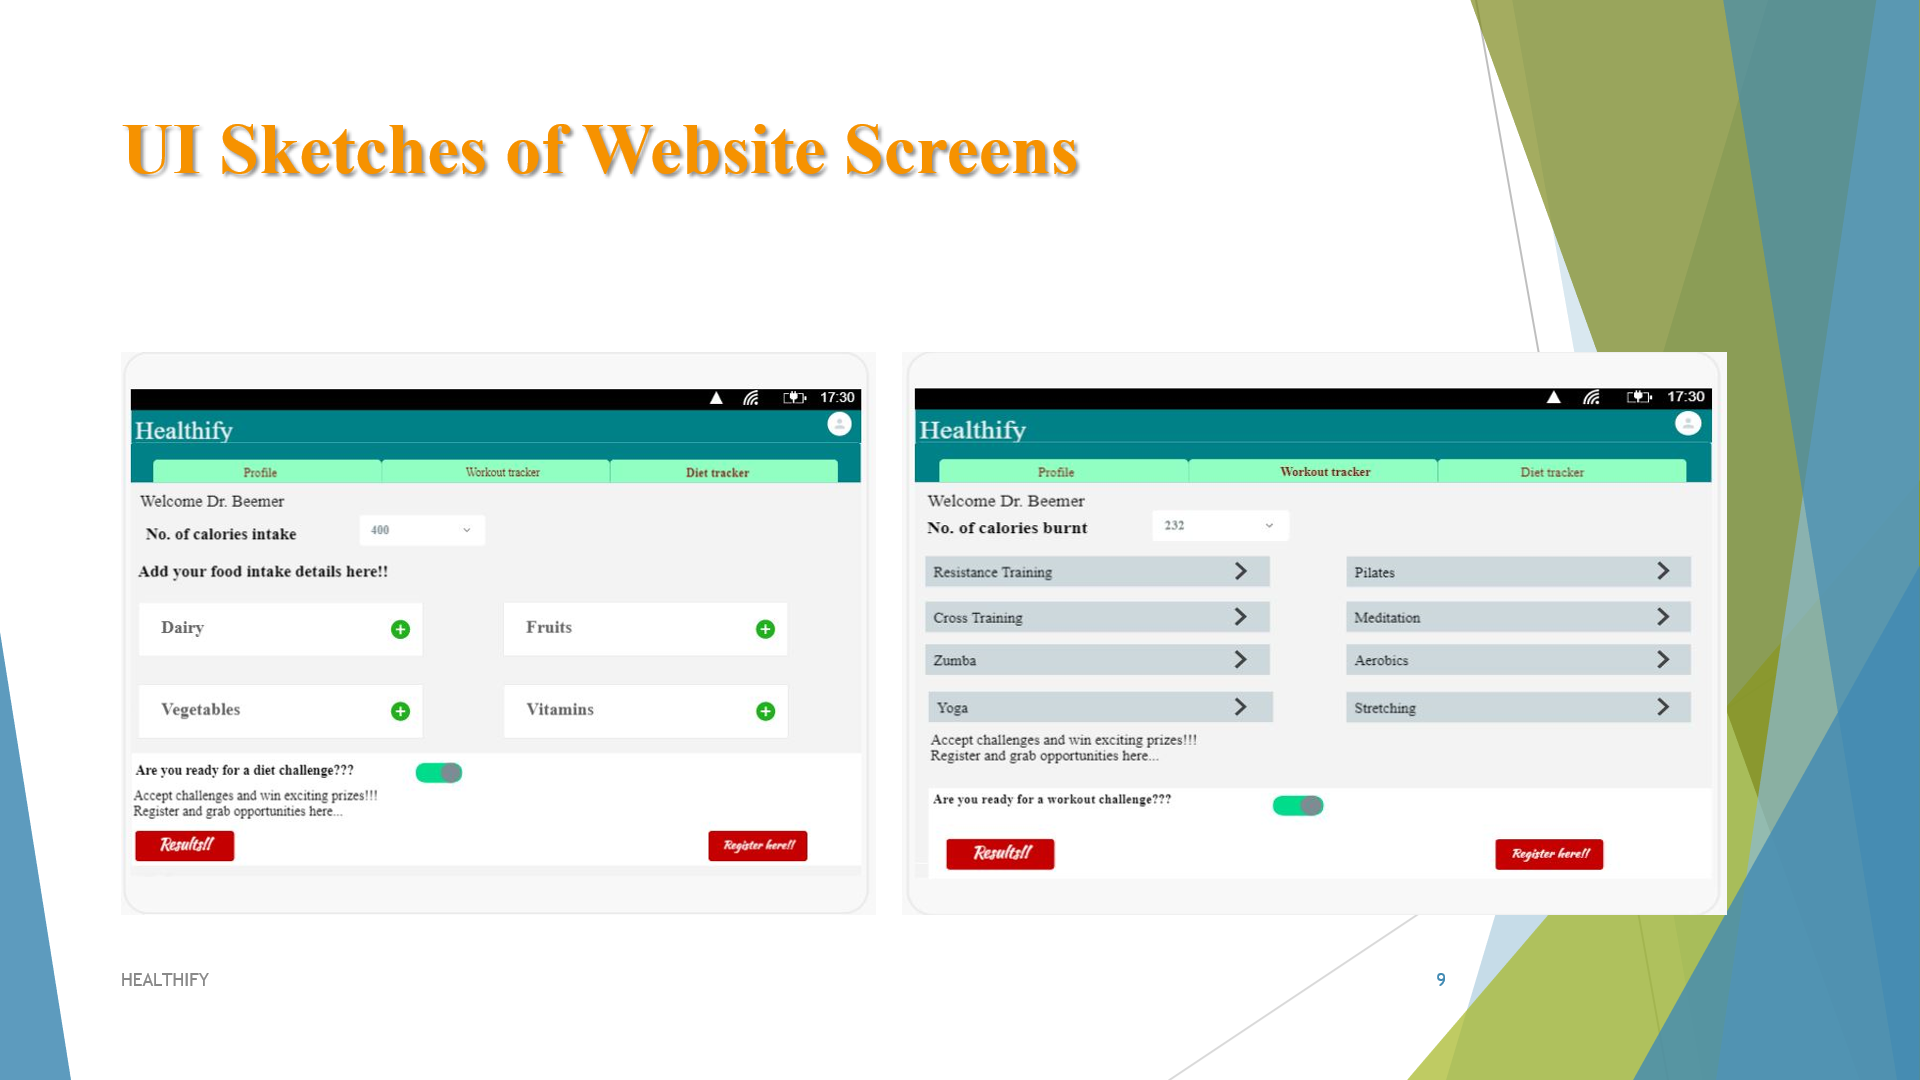 UI Sketches of Website Screens
17:30
Healthify
Profile
Workout tracker
Diet tracker
Welcome Dr. Beemer
No. of calories intake
400
Add your food intake details here!!
Dairy
Fruits
Vegetables
Vitamins
Are you ready for a diet challenge???
Accept challenges and win exciting prizes!!!
Register and grab opportunities here...
Results!!
Register here!!
17:30
Healthify
Profile
Workout tracker
Diet tracker
Welcome Dr. Beemer
No. of calories burnt
232
Resistance Training
Pilates
Cross Training
Meditation
Zumba
Aerobics
Yoga
Stretching
Accept challenges and win exciting prizes!!!
Register and grab opportunities here...
Are you ready for a workout challenge???
Results!!
Register here!!
HEALTHIFY
9